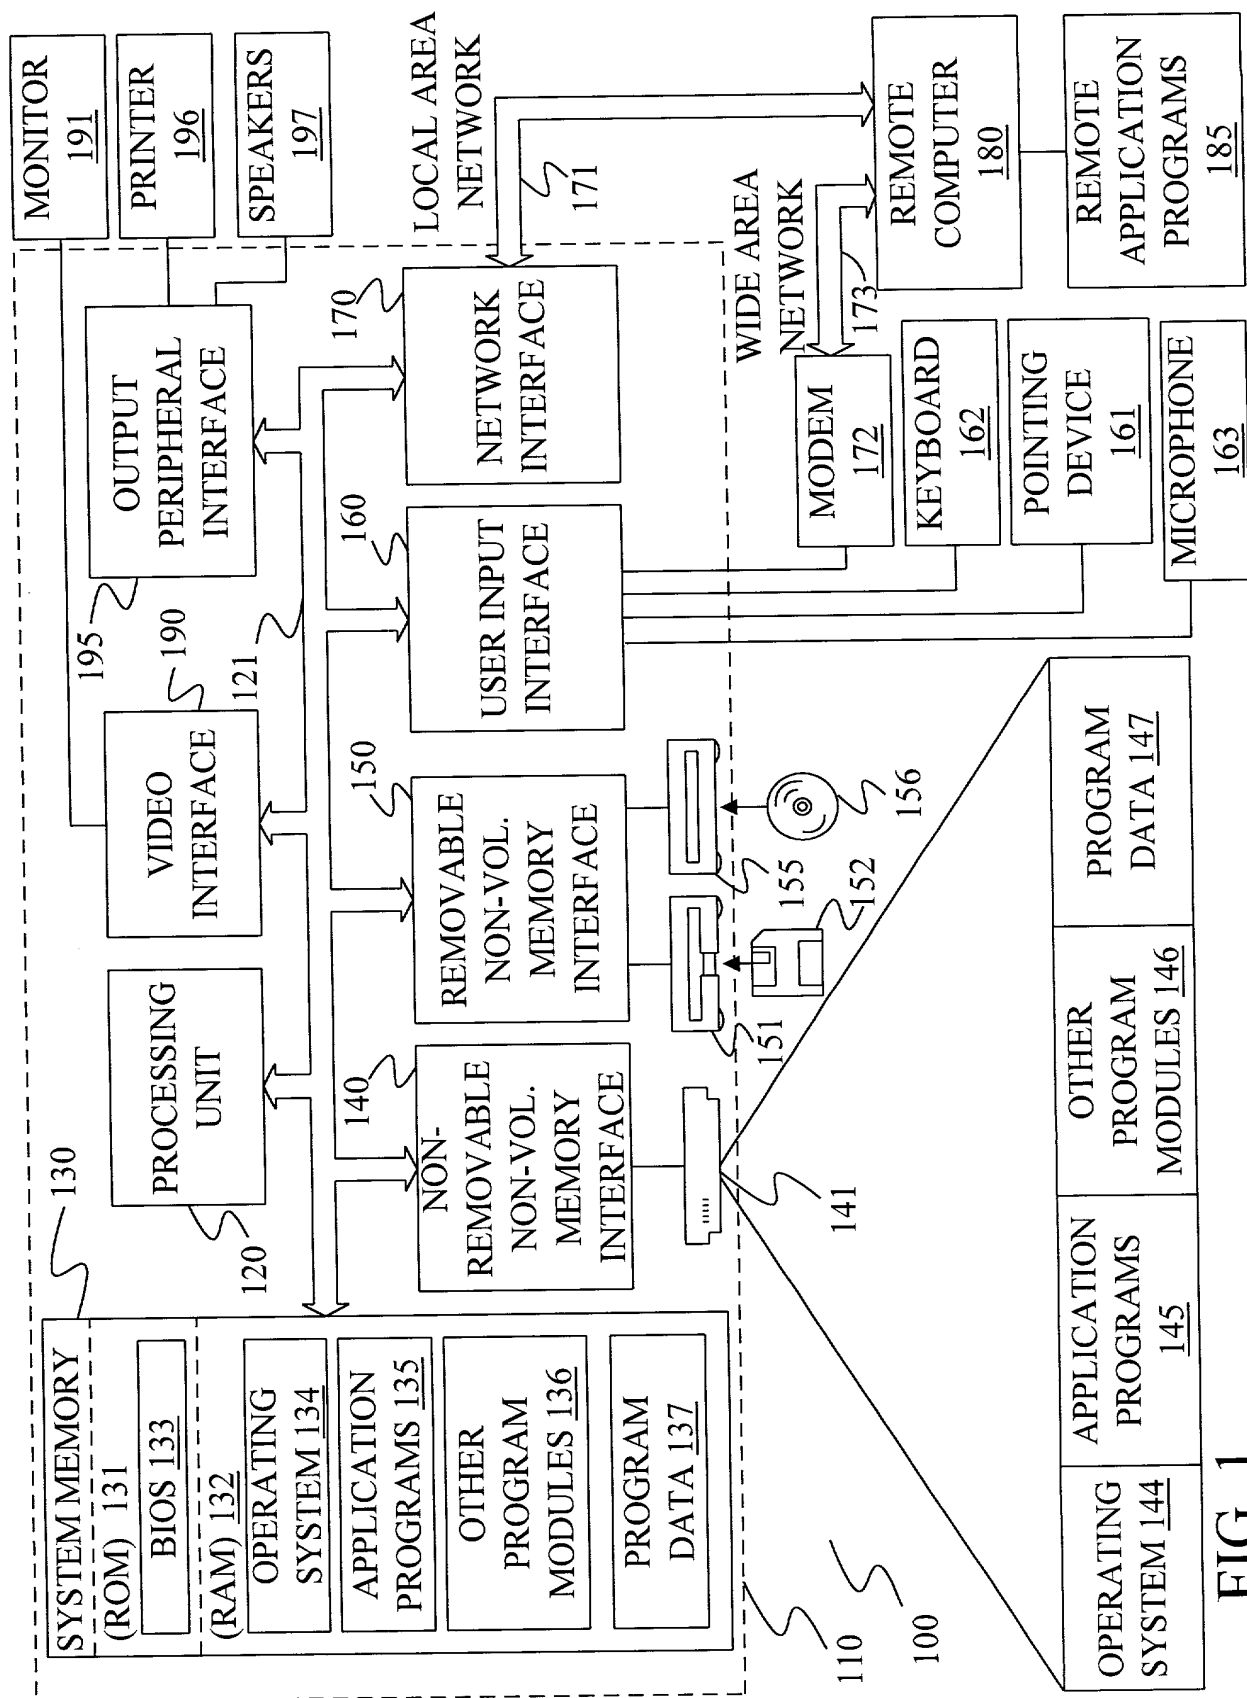 SYSTEM MEMORY
(ROM) 131
BIOS 133
(RAM) 132
OPERATING
SYSTEM 134
APPLICATION
PROGRAMS 135
OTHER
PROGRAM
MODULES 136
PROGRAM
DATA 137
130
PROCESSING
UNIT
120
VIDEO
INTERFACE
190
195
OUTPUT
PERIPHERAL
INTERFACE
121
MONITOR
191
PRINTER
196
SPEAKERS
197
140
NON-
REMOVABLE
NON-VOL.
MEMORY
INTERFACE
150
REMOVABLE
NON-VOL.
MEMORY
INTERFACE
160
USER INPUT
INTERFACE
170
NETWORK
INTERFACE
LOCAL AREA
NETWORK
171
WIDE AREA
NETWORK
173
141
151
152
155
156
MODEM
172
KEYBOARD
162
POINTING
DEVICE
161
MICROPHONE
163
REMOTE
COMPUTER
180
REMOTE
APPLICATION
PROGRAMS
185
110
100
OPERATING
SYSTEM 144
APPLICATION
PROGRAMS
145
OTHER
PROGRAM
MODULES 146
PROGRAM
DATA 147
FIG. 1